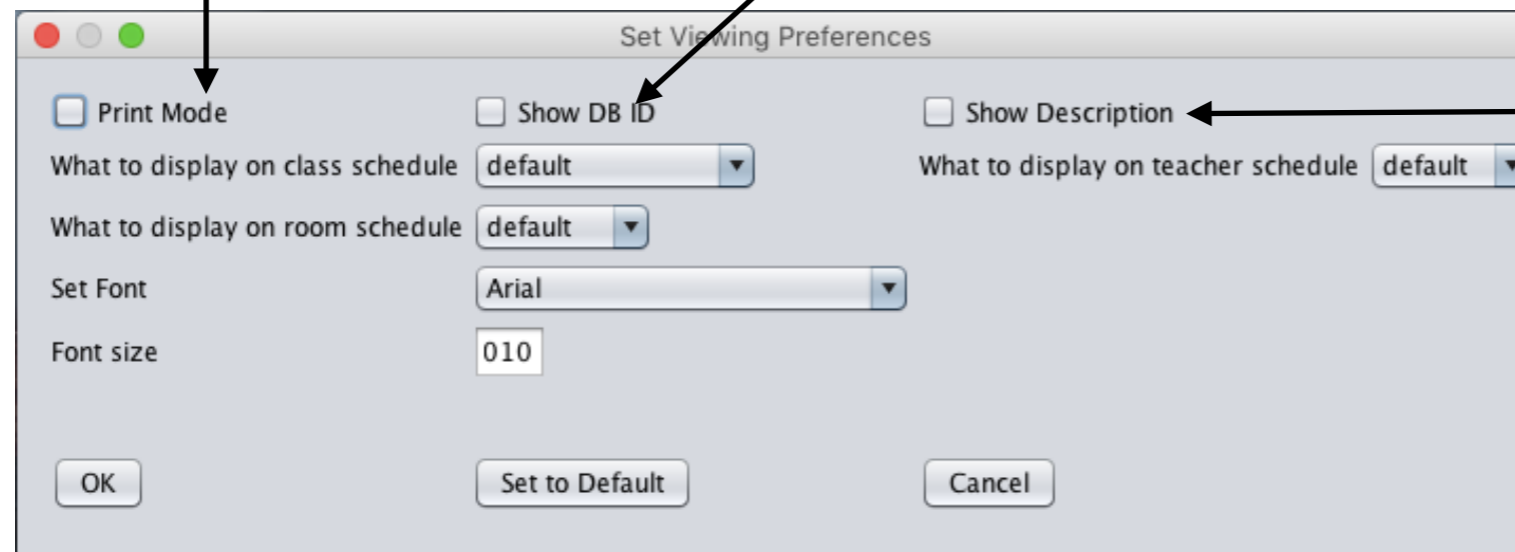 Set Viewing Preferences
Print Mode Show DB ID Show Description
What to display on class schedule default What to display on teacher schedule default
What to display on room schedule default
Set Font Arial
Font size 010
OK Set to Default Cancel